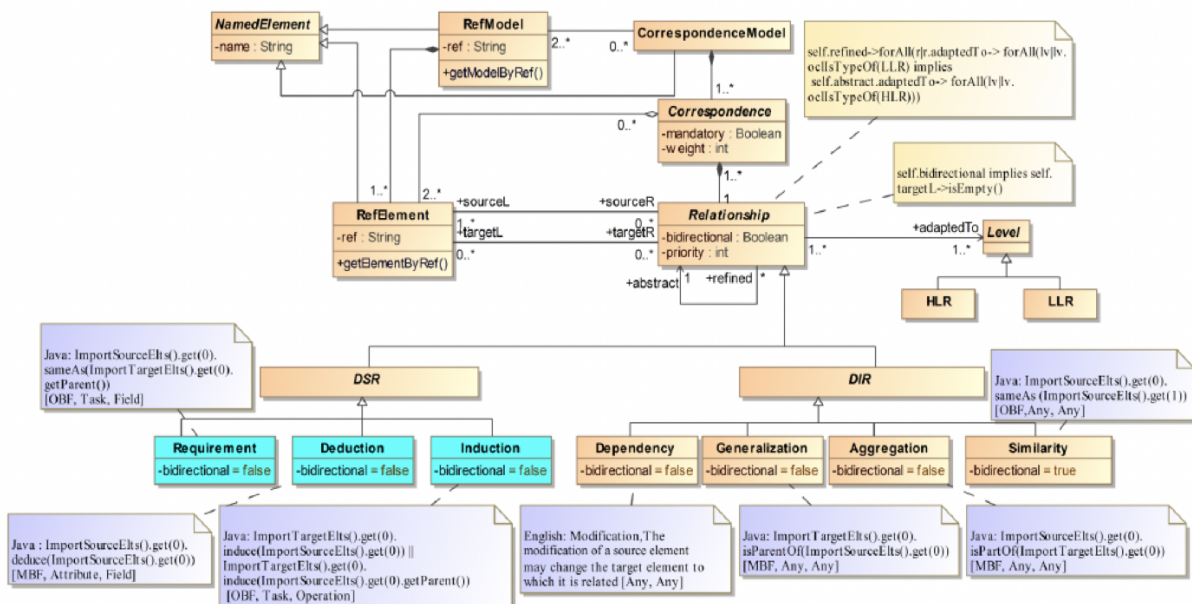 NamedElement
-name : String
RefModel
-ref : String
+getModelByRef()
2..*
0..*
CorrespondenceModel
1..*
self.refined->forAll(r|r.adaptedTo-> forAll(lv|lv.
oclIsTypeOf(LLR) implies
self.abstract.adaptedTo-> forAll(lv|lv.
oclIsTypeOf(HLR)))
Correspondence
-mandatory : Boolean
-weight : int
0..*
1..*
1
self.bidirectional implies self.
targetL->isEmpty()
1..*
2..*
RefElement
-ref : String
+getElementByRef()
+sourceL
1..*
+targetL
0..*
+sourceR
0..*
+targetR
0..*
Relationship
-bidirectional : Boolean
-priority : int
+abstract
1
+refined
*
1..*
+adaptedTo
1..*
Level
HLR
LLR
Java: ImportSourceElts().get(0).
sameAs(ImportTargetElts().get(0).
getParent())
[OBF, Task, Field]
DSR
DIR
Java: ImportSourceElts().get(0).
sameAs (ImportSourceElts().get(1))
[OBF,Any, Any]
Requirement
-bidirectional = false
Deduction
-bidirectional = false
Induction
-bidirectional = false
Dependency
-bidirectional = false
Generalization
-bidirectional = false
Aggregation
-bidirectional = false
Similarity
-bidirectional = true
Java : ImportSourceElts().get(0).
deduce(ImportSourceElts().get(0))
[MBF, Attribute, Field]
Java: ImportTargetElts().get(0).
induce(ImportSourceElts().get(0)) ||
ImportTargetElts().get(0).
induce(ImportSourceElts().get(0).getParent())
[OBF, Task, Operation]
English: Modification,The
modification of a source element
may change the target element to
which it is related [Any, Any]
Java: ImportTargetElts().get(0).
isParentOf(ImportSourceElts().get(0))
[MBF, Any, Any]
Java: ImportSourceElts().get(0).
isPartOf(ImportTargetElts().get(0))
[MBF, Any, Any]